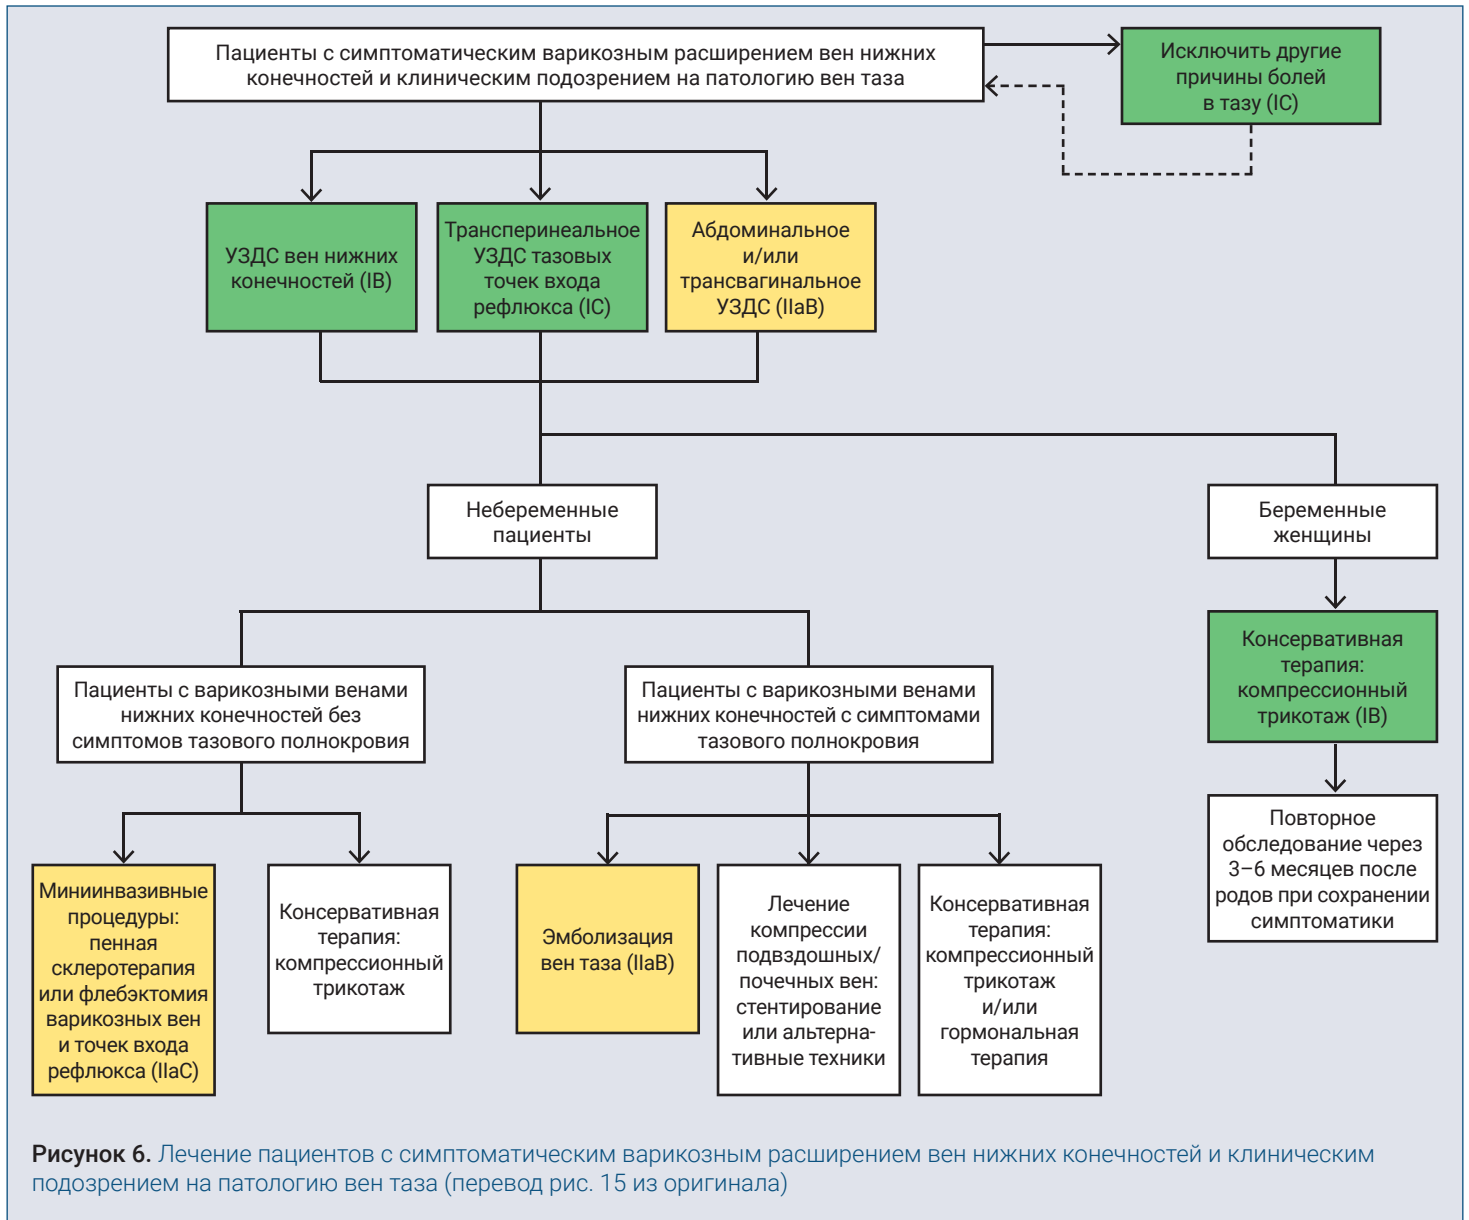 Пациенты с симптоматическим варикозным расширением вен нижних
конечностей и клиническим подозрением на патологию вен таза
Исключить другие
причины болей
в тазу (IC)
УЗДС вен нижних
конечностей (IB)
Трансперинеальное
УЗДС тазовых
точек входа
рефлюкса (IC)
Абдоминальное
и/или
трансвагинальное
УЗДС (IIaB)
Небеременные
пациенты
Беременные
женщины
Пациенты с варикозными венами
нижних конечностей без
симптомов тазового полнокровия
Пациенты с варикозными венами
нижних конечностей с симптомами
тазового полнокровия
Консервативная
терапия:
компрессионный
трикотаж (IB)
Повторное
обследование через
3–6 месяцев после
родов при сохранении
симптоматики
Миниинвазивные
процедуры:
пенная
склеротерапия
или флебэктомия
варикозных вен
и точек входа
рефлюкса (IIaC)
Консервативная
терапия:
компрессионный
трикотаж
Эмболизация
вен таза (IIaB)
Лечение
компрессии
подвздошных/
почечных вен:
стентирование
или альтерна-
тивные техники
Консервативная
терапия:
компрессионный
трикотаж
и/или
гормональная
терапия
Рисунок 6. Лечение пациентов с симптоматическим варикозным расширением вен нижних конечностей и клиническим
подозрением на патологию вен таза (перевод рис. 15 из оригинала)